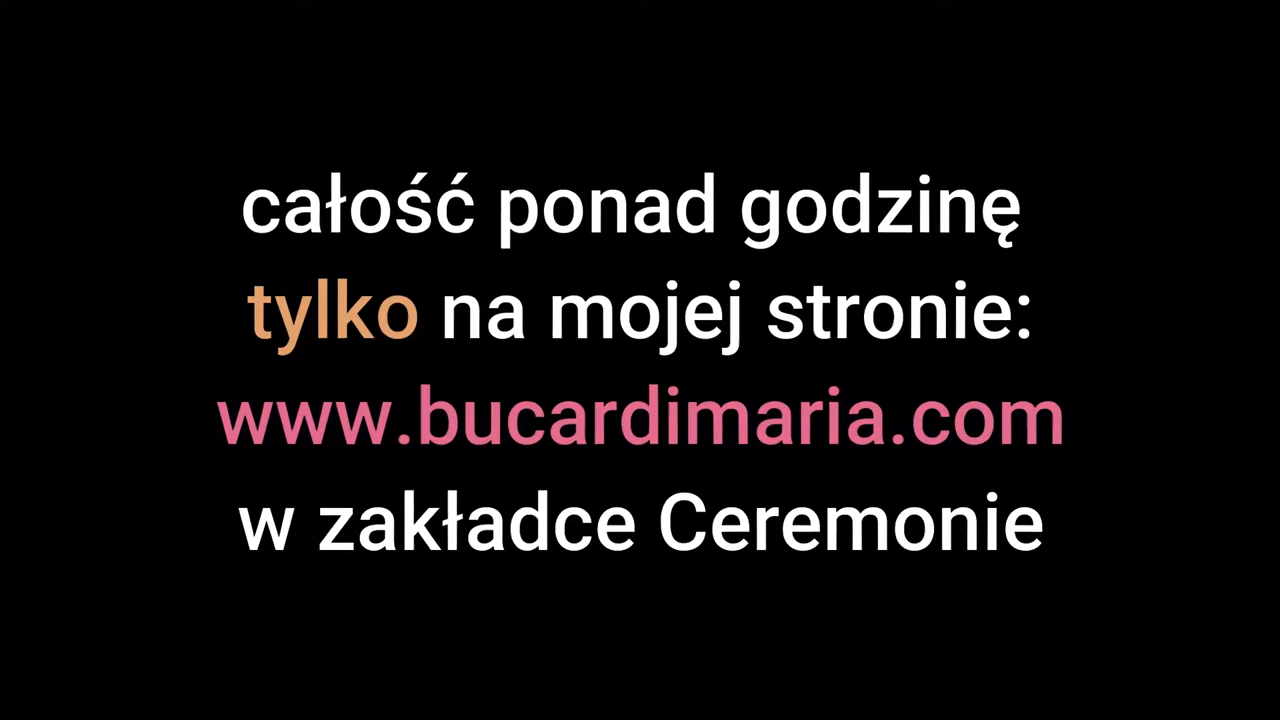 całość ponad godzinę
tylko na mojej stronie:
www.bucardimaria.com
w zakładce Ceremonie